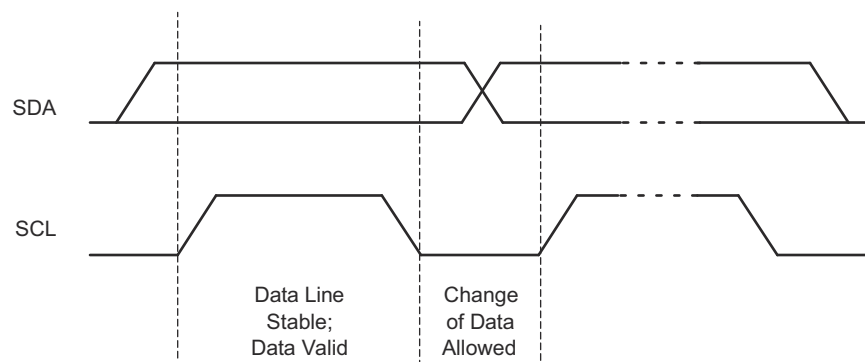 SDA
SCL
Data Line
Stable;
Data Valid
Change
of Data
Allowed